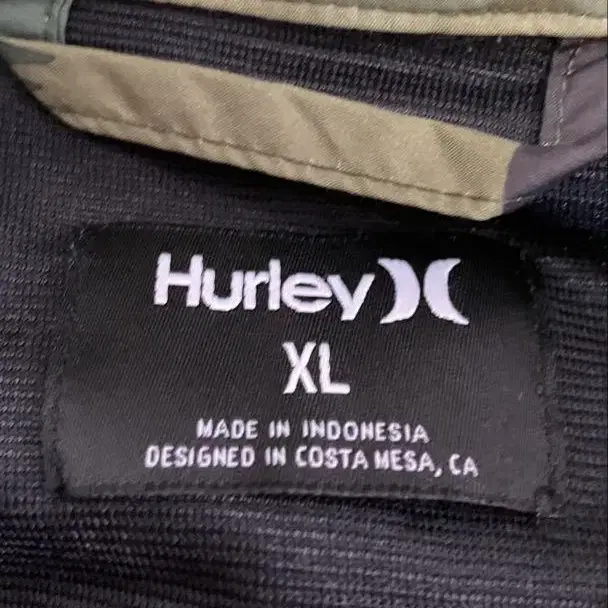 Hurley
XL
MADE IN INDONESIA
DESIGNED IN COSTA MESA, CA